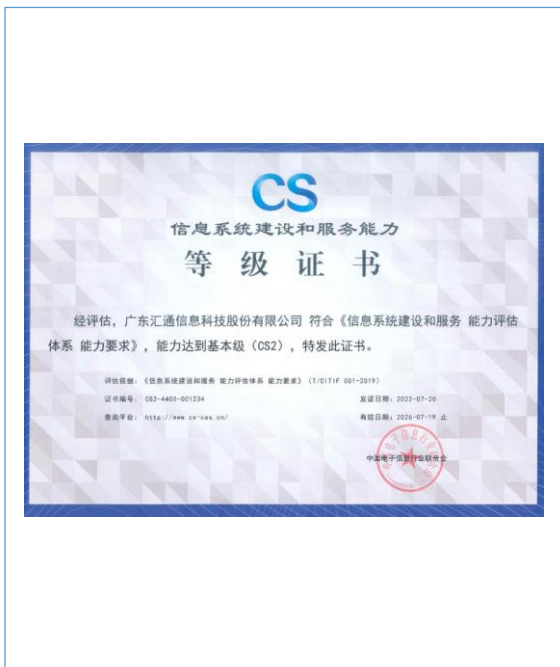 CS
信息系统建设和服务能力
等 级 证 书
经评估，广东汇通信息科技股份有限公司 符合《信息系统建设和服务 能力评估
体系 能力要求》，能力达到基本级（CS2），特发此证书。
评估依据：《信息系统建设和服务 能力评估体系 能力要求》（T/CITIF 001-2019）
证书编号： CS2-4400-001234
发证日期：2022-07-20
查询平台： http://www.cs-cas.cn/
有效日期：2026-07-19 止
中国电子信息行业联合会